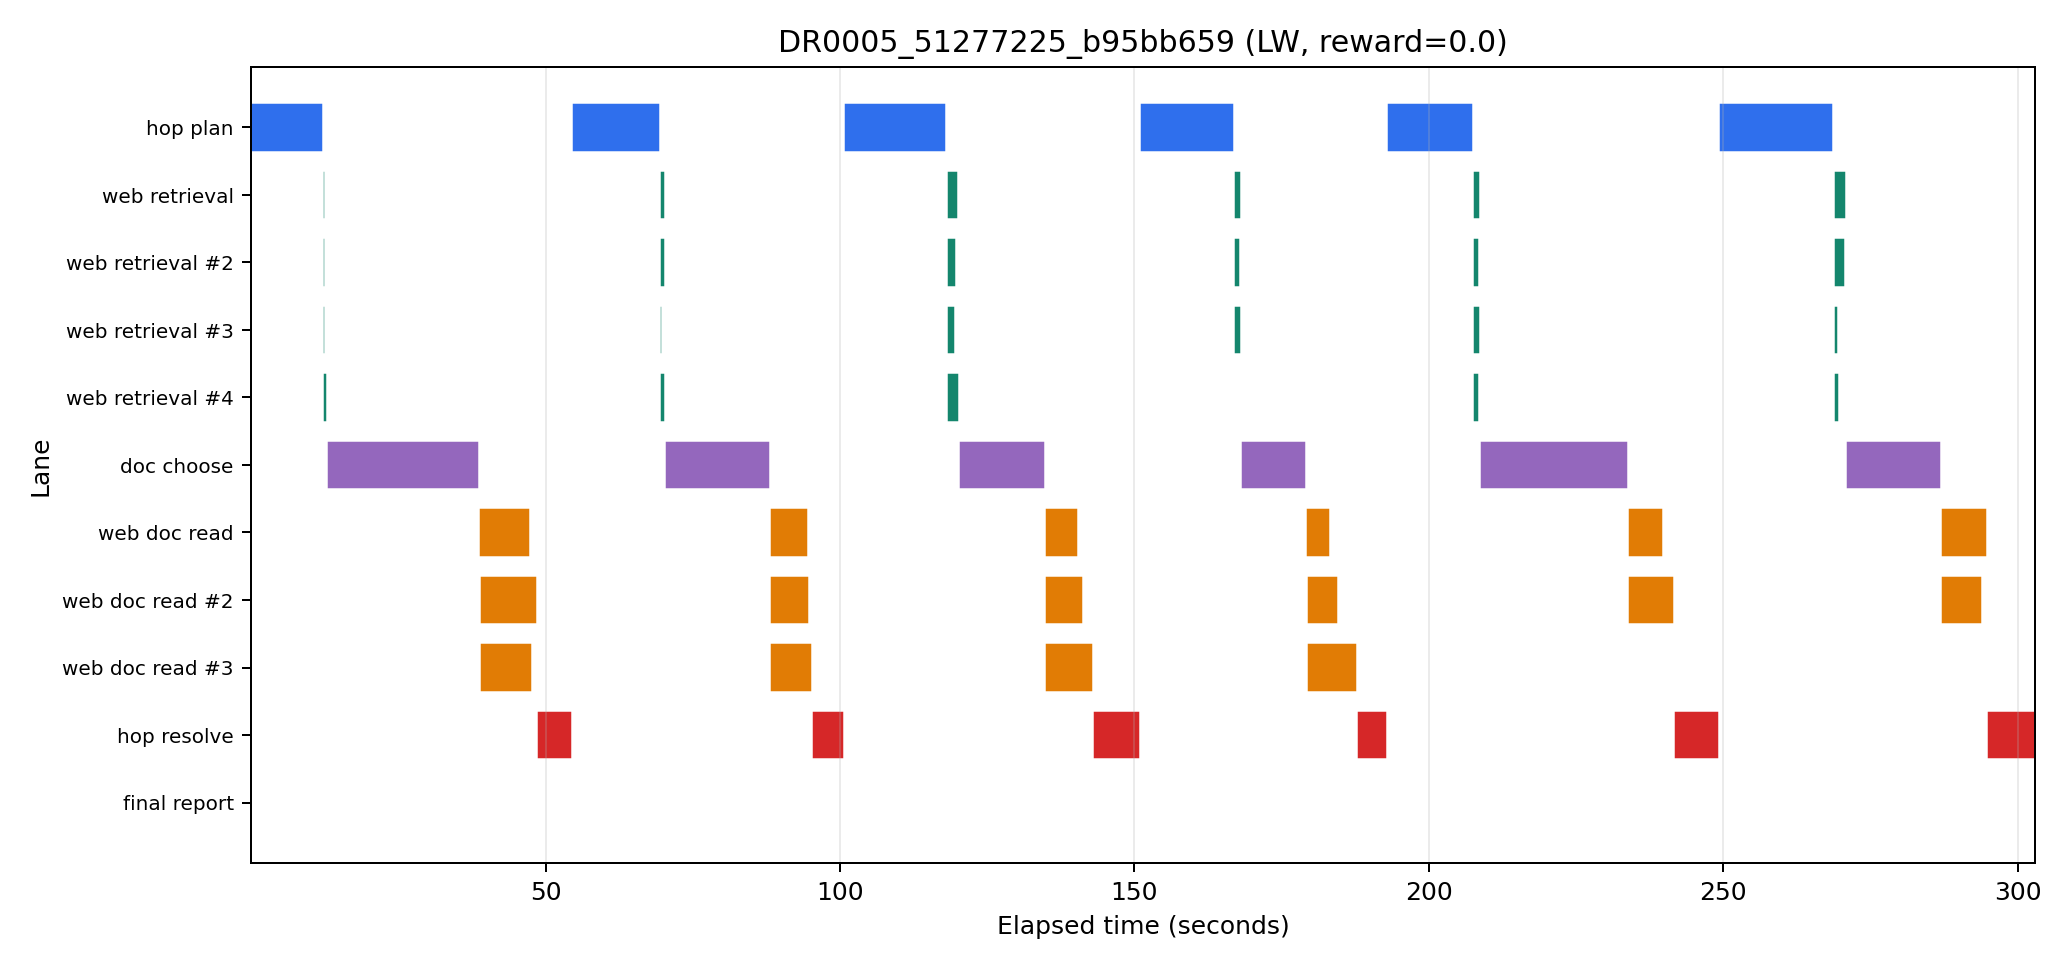 DR0005_51277225_b95bb659 (LW, reward=0.0)
hop plan
web retrieval
web retrieval #2
web retrieval #3
web retrieval #4
doc choose
web doc read
web doc read #2
web doc read #3
hop resolve
final report
Lane
50 100 150 200 250 300
Elapsed time (seconds)